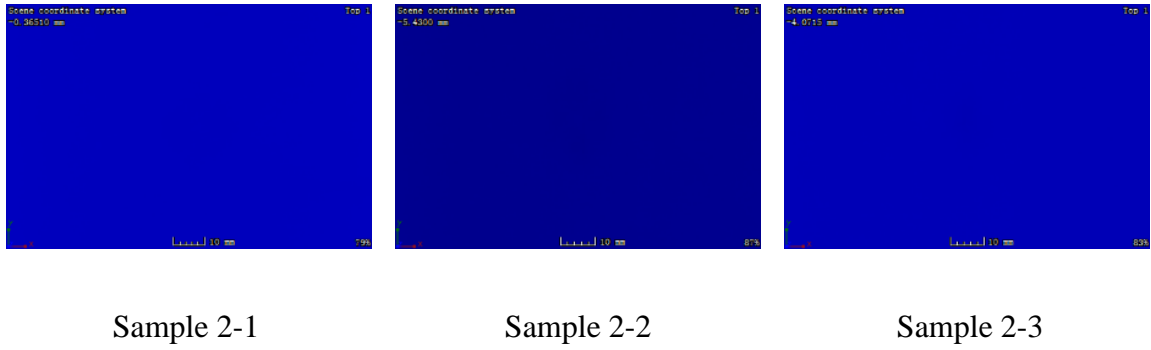 Scene coordinate system Top 1
-0.36510 mm
Y
X 10 mm 79%
Scene coordinate system Top 1
-5.4300 mm
Y
X 10 mm 87%
Scene coordinate system Top 1
-4.0715 mm
Y
X 10 mm 83%
Sample 2-1 Sample 2-2 Sample 2-3